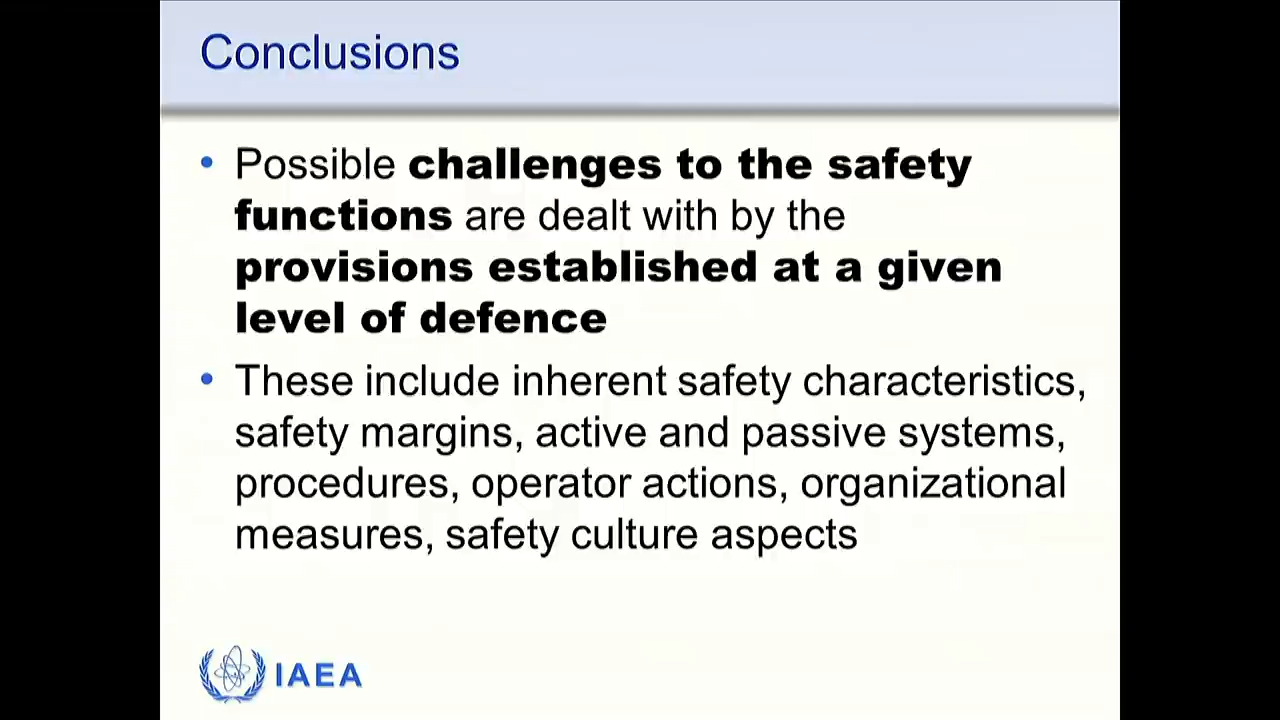 Conclusions
• Possible challenges to the safety
functions are dealt with by the
provisions established at a given
level of defence
• These include inherent safety characteristics,
safety margins, active and passive systems,
procedures, operator actions, organizational
measures, safety culture aspects
IAEA